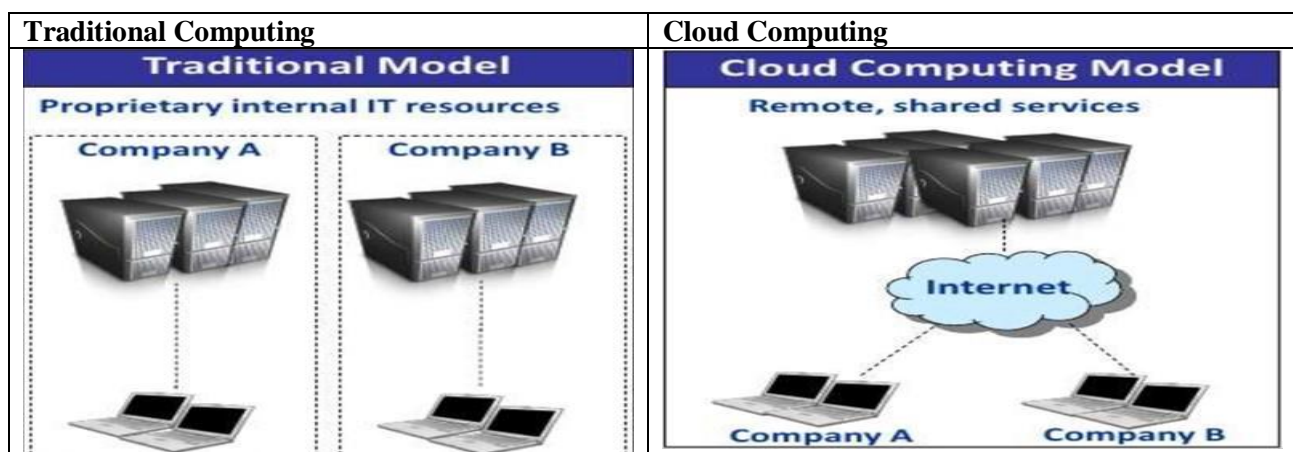 Traditional Computing
Cloud Computing
Traditional Model
Proprietary internal IT resources
Company A
Company B
Cloud Computing Model
Remote, shared services
Internet
Company A
Company B